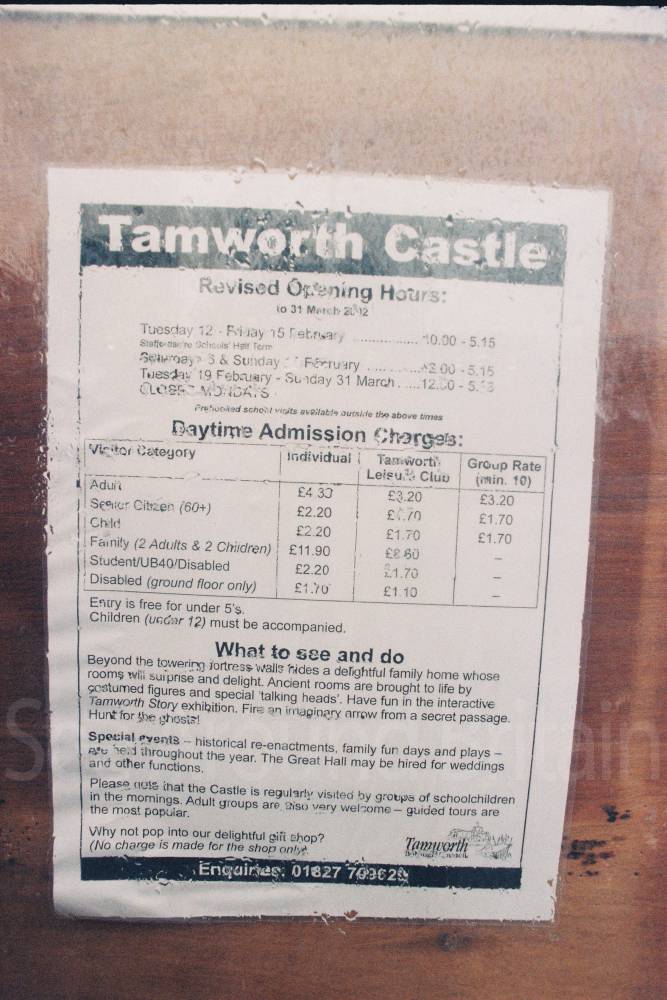 Tamworth Castle
Revised Opening Hours:
to 31 March
Tuesday 12 - Friday 15 February .............. 10.00 - 5.15
Staffordshire Schools' Half Term
& Sunday February - 5.15
Tuesday 19 February - Sunday 31 March ..... 12.00 -
CLOSED MONDAYS
Prebooked school visits available outside the above times
Daytime Admission Charges:
Visitor Category Individual Tamworth Leisure Club Group Rate (min. 10)
Adult £3.20 £3.20
Senior Citizen (60+) £2.20 £1.70
Child £2.20 £1.70 £1.70
Family (2 Adults & 2 Children) £11.90 –
Student/UB40/Disabled £2.20 £1.70 –
Disabled (ground floor only) £1.70 £1.10 –
Entry is free for under 5's.
Children (under 12) must be accompanied.
What to see and do
Beyond the towering fortress walls hides a delightful family home whose
rooms will surprise and delight. Ancient rooms are brought to life by
costumed figures and special 'talking heads'. Have fun in the interactive
Tamworth Story exhibition. Fire an imaginary arrow from a secret passage.
Hunt for the ghosts!
Special events – historical re-enactments, family fun days and plays –
are held throughout the year. The Great Hall may be hired for weddings
and other functions.
Please note that the Castle is regularly visited by groups of schoolchildren
in the mornings. Adult groups are also very welcome – guided tours are
the most popular.
Why not pop into our delightful gift shop?
(No charge is made for the shop only)
Tamworth
Borough Council
Enquiries: 01827